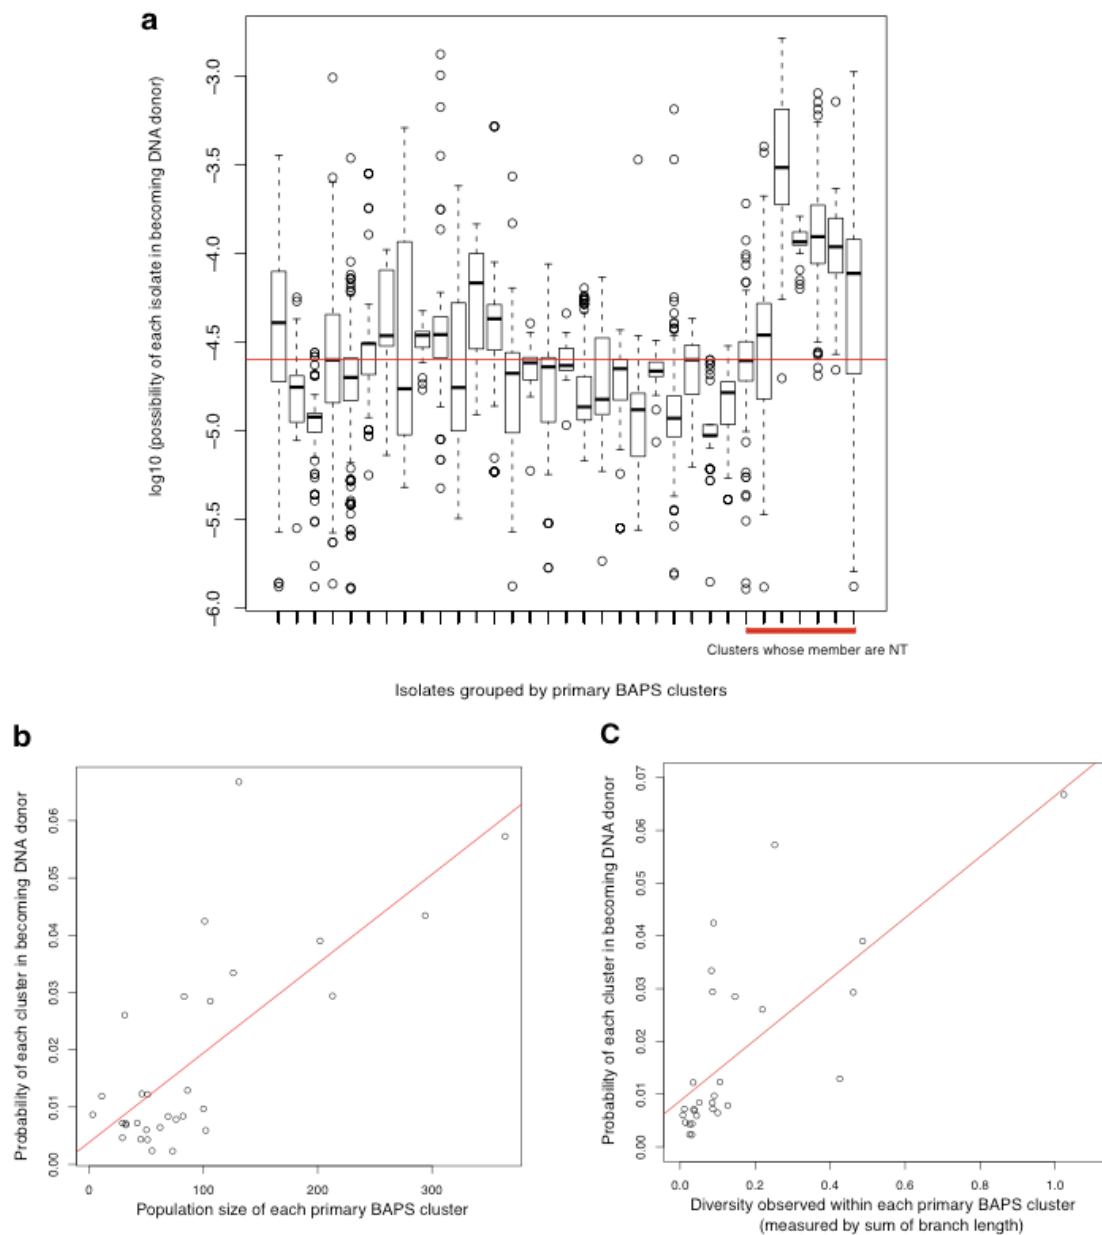 a
log10 (possibility of each isolate in becoming DNA donor)
-3.0
-3.5
-4.0
-4.5
-5.0
-5.5
-6.0
Clusters whose member are NT
Isolates grouped by primary BAPS clusters
b
Probability of each cluster in becoming DNA donor
0.06
0.05
0.04
0.03
0.02
0.01
0.00
0 100 200 300
Population size of each primary BAPS cluster
C
Probability of each cluster in becoming DNA donor
0.07
0.06
0.05
0.04
0.03
0.02
0.01
0.00
0.0 0.2 0.4 0.6 0.8 1.0
Diversity observed within each primary BAPS cluster
(measured by sum of branch length)